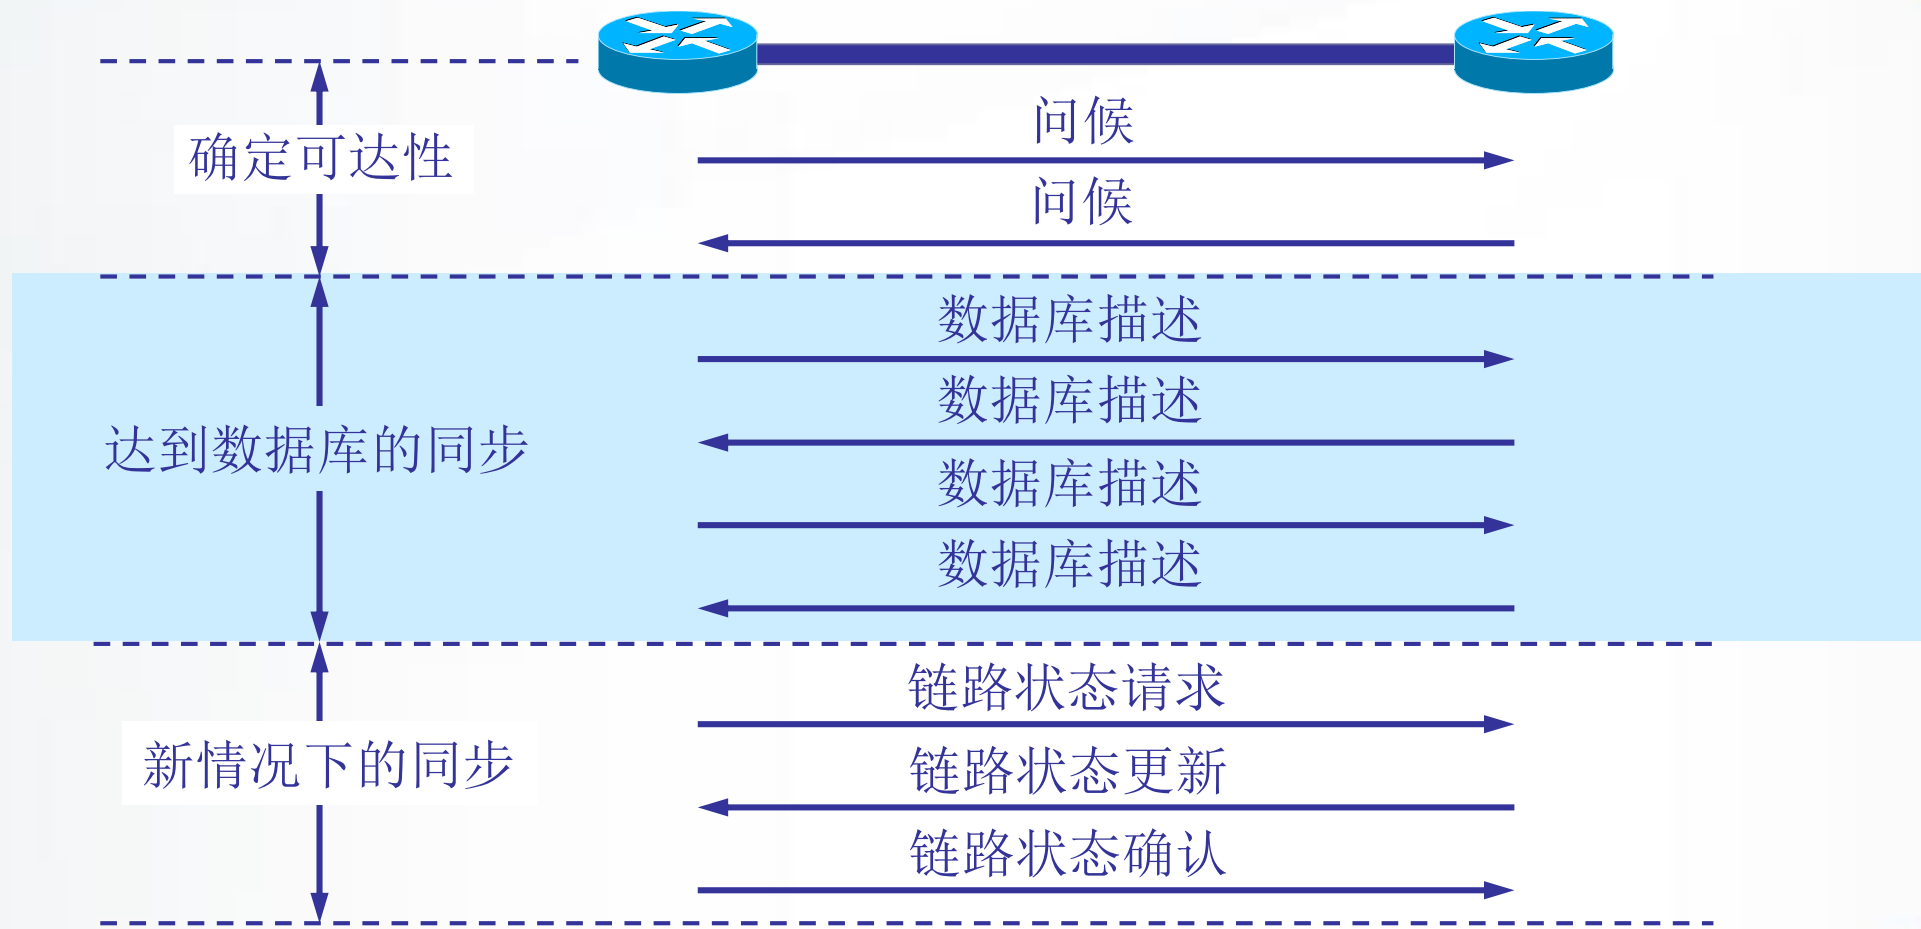 问候
确定可达性
问候
数据库描述
数据库描述
达到数据库的同步
数据库描述
数据库描述
链路状态请求
新情况下的同步
链路状态更新
链路状态确认